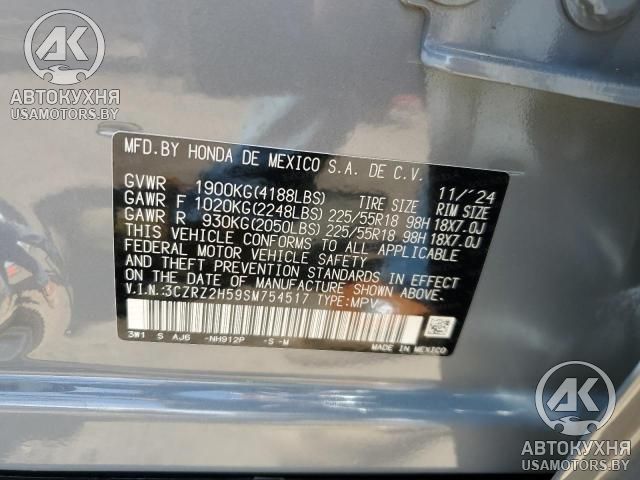 AK
АВТОКУХНЯ
USAMOTORS.BY
MFD.BY HONDA DE MEXICO S.A. DE C.V.
11/'24
GVWR 1900KG(4188LBS) TIRE SIZE RIM SIZE
GAWR F 1020KG(2248LBS) 225/55R18 98H 18X7.0J
GAWR R 930KG(2050LBS) 225/55R18 98H 18X7.0J
THIS VEHICLE CONFORMS TO ALL APPLICABLE
FEDERAL MOTOR VEHICLE SAFETY
AND THEFT PREVENTION STANDARDS IN EFFECT
ON THE DATE OF MANUFACTURE SHOWN ABOVE.
V.I.N.:3CZRZ2H59SM754517 TYPE:MPV
3W1 S AJ6 -NH912P -S -M
MADE IN MEXICO
AK
АВТОКУХНЯ
USAMOTORS.BY